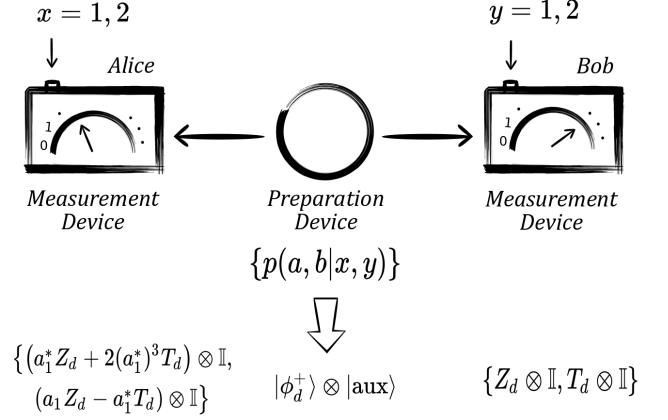 x = 1, 2
y = 1, 2
Alice
Bob
1
0
1
0
Measurement
Device
Preparation
Device
Measurement
Device
{p(a, b|x, y)}
{(a₁*Z_d + 2(a₁*)³T_d) ⊗ 𝕀,
(a₁Z_d − a₁*T_d) ⊗ 𝕀}
|ϕ_d⁺⟩ ⊗ |aux⟩
{Z_d ⊗ 𝕀, T_d ⊗ 𝕀}